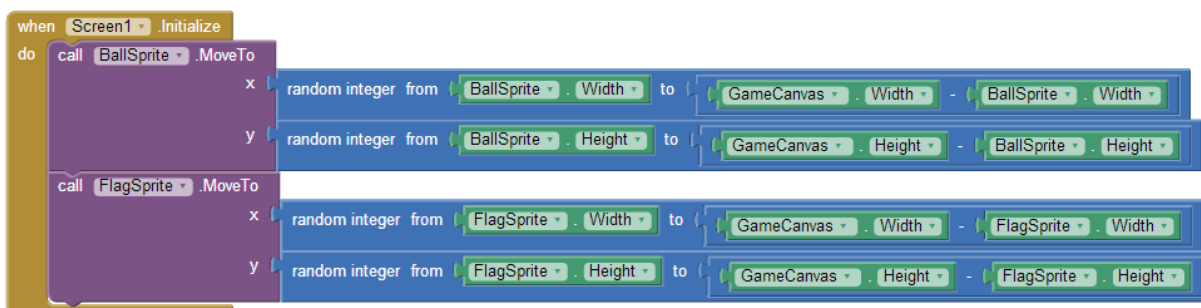 when Screen1 .Initialize
do call BallSprite .MoveTo
x random integer from BallSprite . Width to GameCanvas . Width - BallSprite . Width
y random integer from BallSprite . Height to GameCanvas . Height - BallSprite . Height
call FlagSprite .MoveTo
x random integer from FlagSprite . Width to GameCanvas . Width - FlagSprite . Width
y random integer from FlagSprite . Height to GameCanvas . Height - FlagSprite . Height